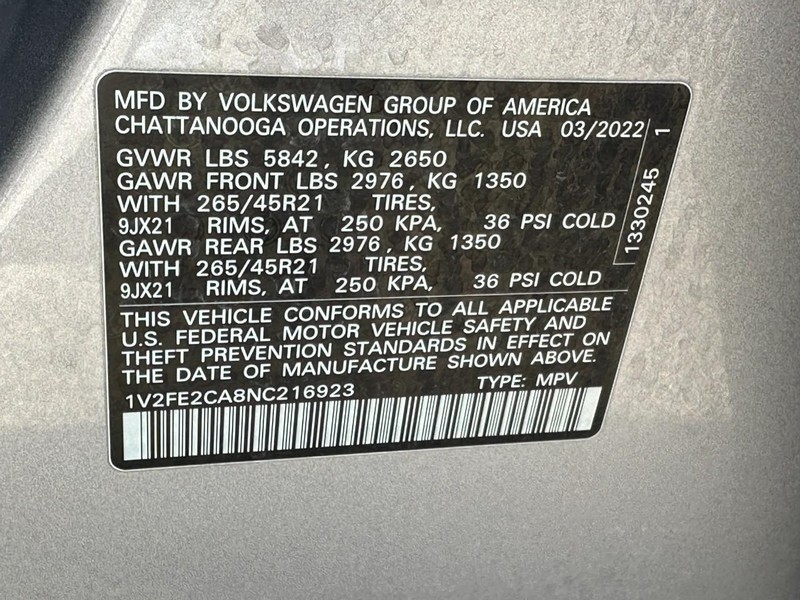 MFD BY VOLKSWAGEN GROUP OF AMERICA
CHATTANOOGA OPERATIONS, LLC. USA 03/2022
GVWR LBS 5842, KG 2650
GAWR FRONT LBS 2976, KG 1350
WITH 265/45R21 TIRES,
9JX21 RIMS, AT 250 KPA, 36 PSI COLD
GAWR REAR LBS 2976, KG 1350
WITH 265/45R21 TIRES,
9JX21 RIMS, AT 250 KPA, 36 PSI COLD
1330245 1
THIS VEHICLE CONFORMS TO ALL APPLICABLE
U.S. FEDERAL MOTOR VEHICLE SAFETY AND
THEFT PREVENTION STANDARDS IN EFFECT ON
THE DATE OF MANUFACTURE SHOWN ABOVE.
1V2FE2CA8NC216923 TYPE: MPV